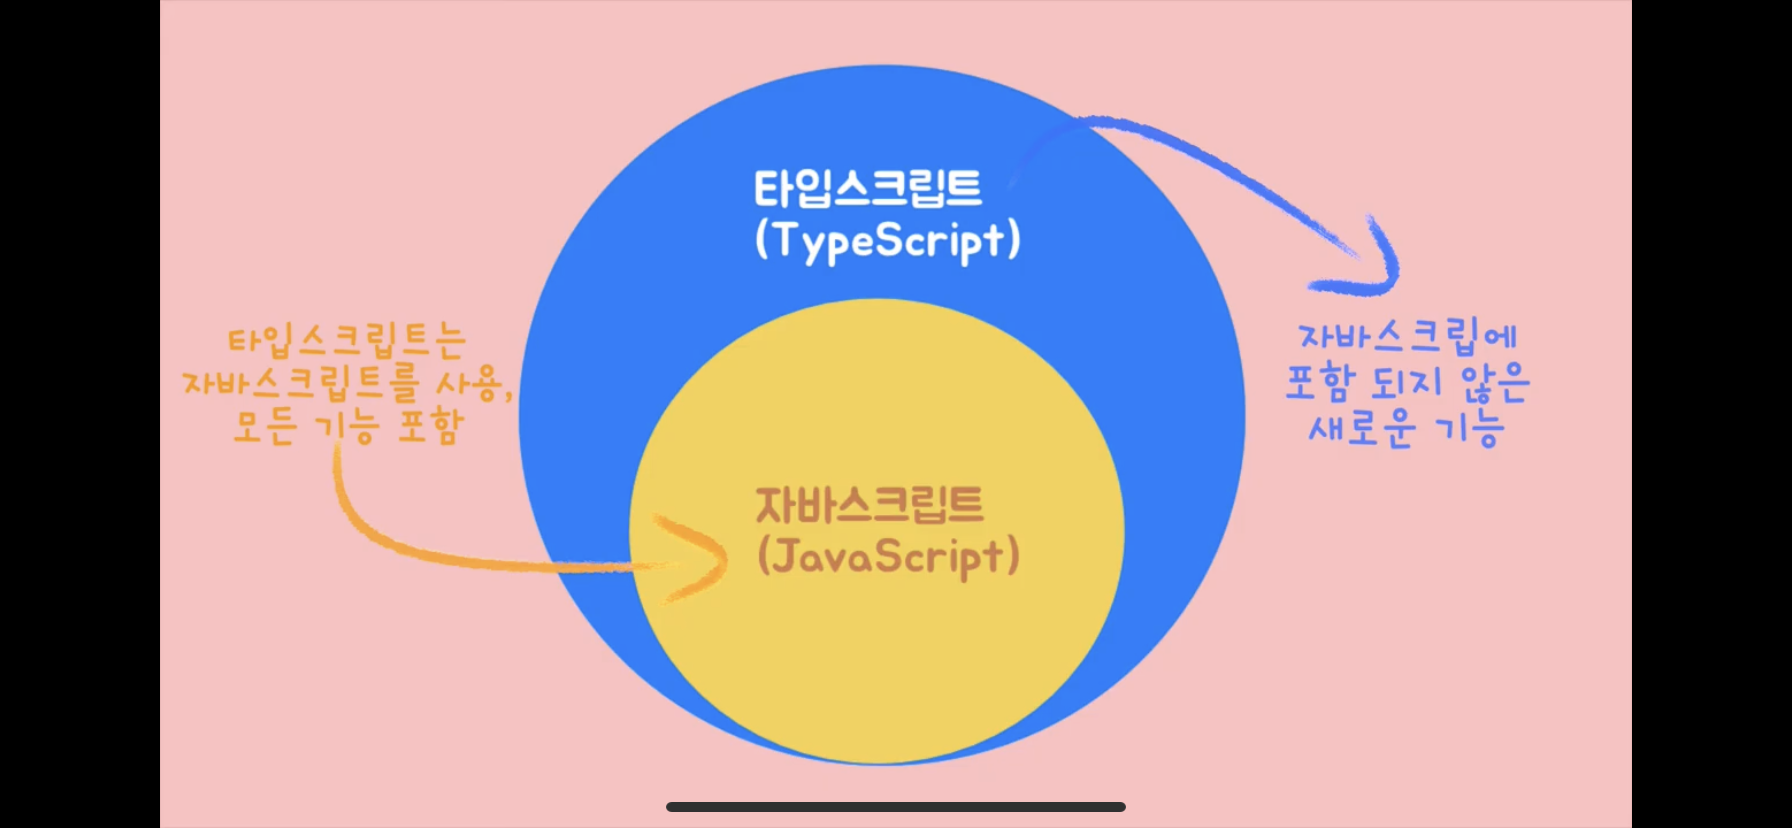 타입스크립트
(TypeScript)
타입스크립트는
자바스크립트를 사용,
모든 기능 포함
자바스크립에
포함 되지 않은
새로운 기능
자바스크립트
(JavaScript)